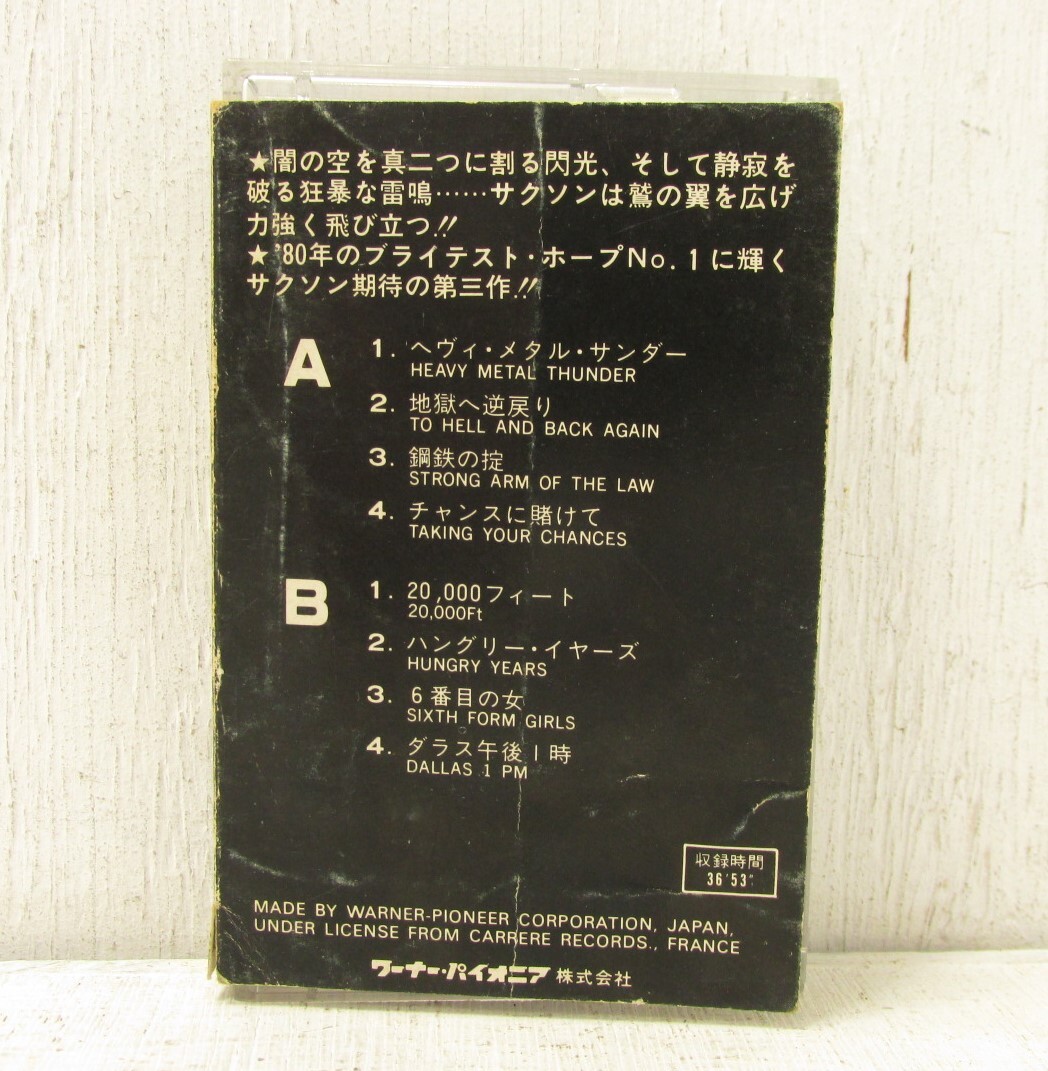 ★闇の空を真二つに割る閃光、そして静寂を
破る狂暴な雷鳴……サクソンは鷲の翼を広げ
力強く飛び立つ!!
★'80年のブライテスト・ホープNo.1に輝く
サクソン期待の第三作!!
A
1. ヘヴィ・メタル・サンダー
HEAVY METAL THUNDER
2. 地獄へ逆戻り
TO HELL AND BACK AGAIN
3. 鋼鉄の掟
STRONG ARM OF THE LAW
4. チャンスに賭けて
TAKING YOUR CHANCES
B
1. 20,000フィート
20,000Ft
2. ハングリー・イヤーズ
HUNGRY YEARS
3. 6番目の女
SIXTH FORM GIRLS
4. ダラス午後1時
DALLAS 1 PM
収録時間
36'53"
MADE BY WARNER-PIONEER CORPORATION, JAPAN,
UNDER LICENSE FROM CARRERE RECORDS., FRANCE
ワーナー・パイオニア株式会社